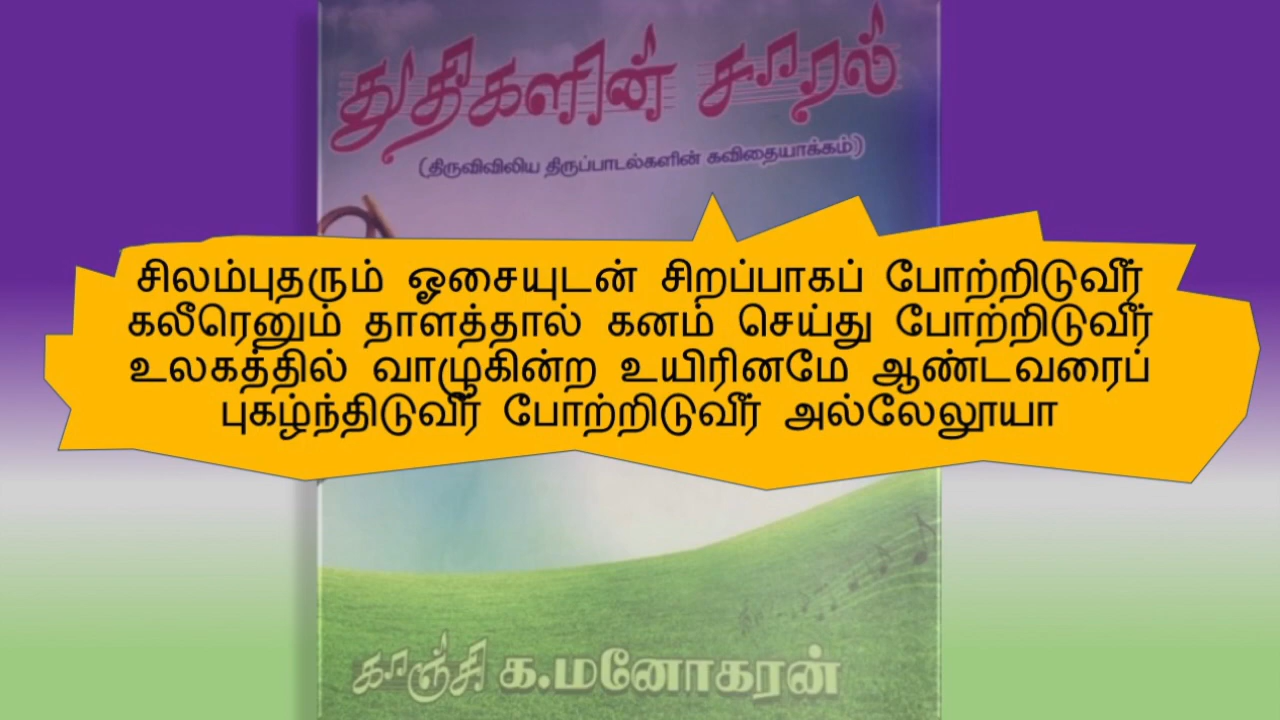 துதிகளின் சாரல்
(திருவிவிலிய திருப்பாடல்களின் கவிதையாக்கம்)
சிலம்புதரும் ஓசையுடன் சிறப்பாகப் போற்றிடுவீர்
கலீரெனும் தாளத்தால் கனம் செய்து போற்றிடுவீர்
உலகத்தில் வாழுகின்ற உயிரினமே ஆண்டவரைப்
புகழ்ந்திடுவீர் போற்றிடுவீர் அல்லேலூயா
காஞ்சி க.மனோகரன்